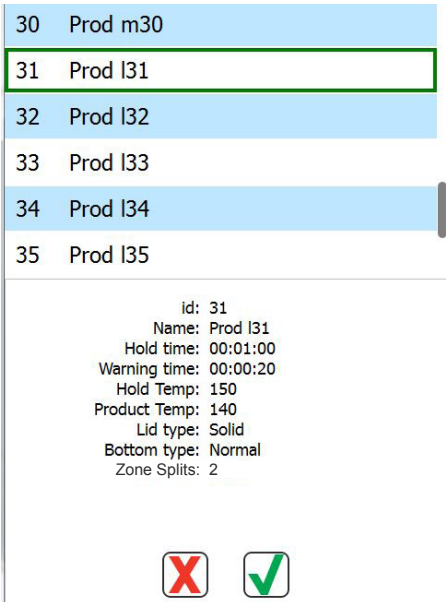 30 Prod m30
31 Prod l31
32 Prod l32
33 Prod l33
34 Prod l34
35 Prod l35
id: 31
Name: Prod l31
Hold time: 00:01:00
Warning time: 00:00:20
Hold Temp: 150
Product Temp: 140
Lid type: Solid
Bottom type: Normal
Zone Splits: 2